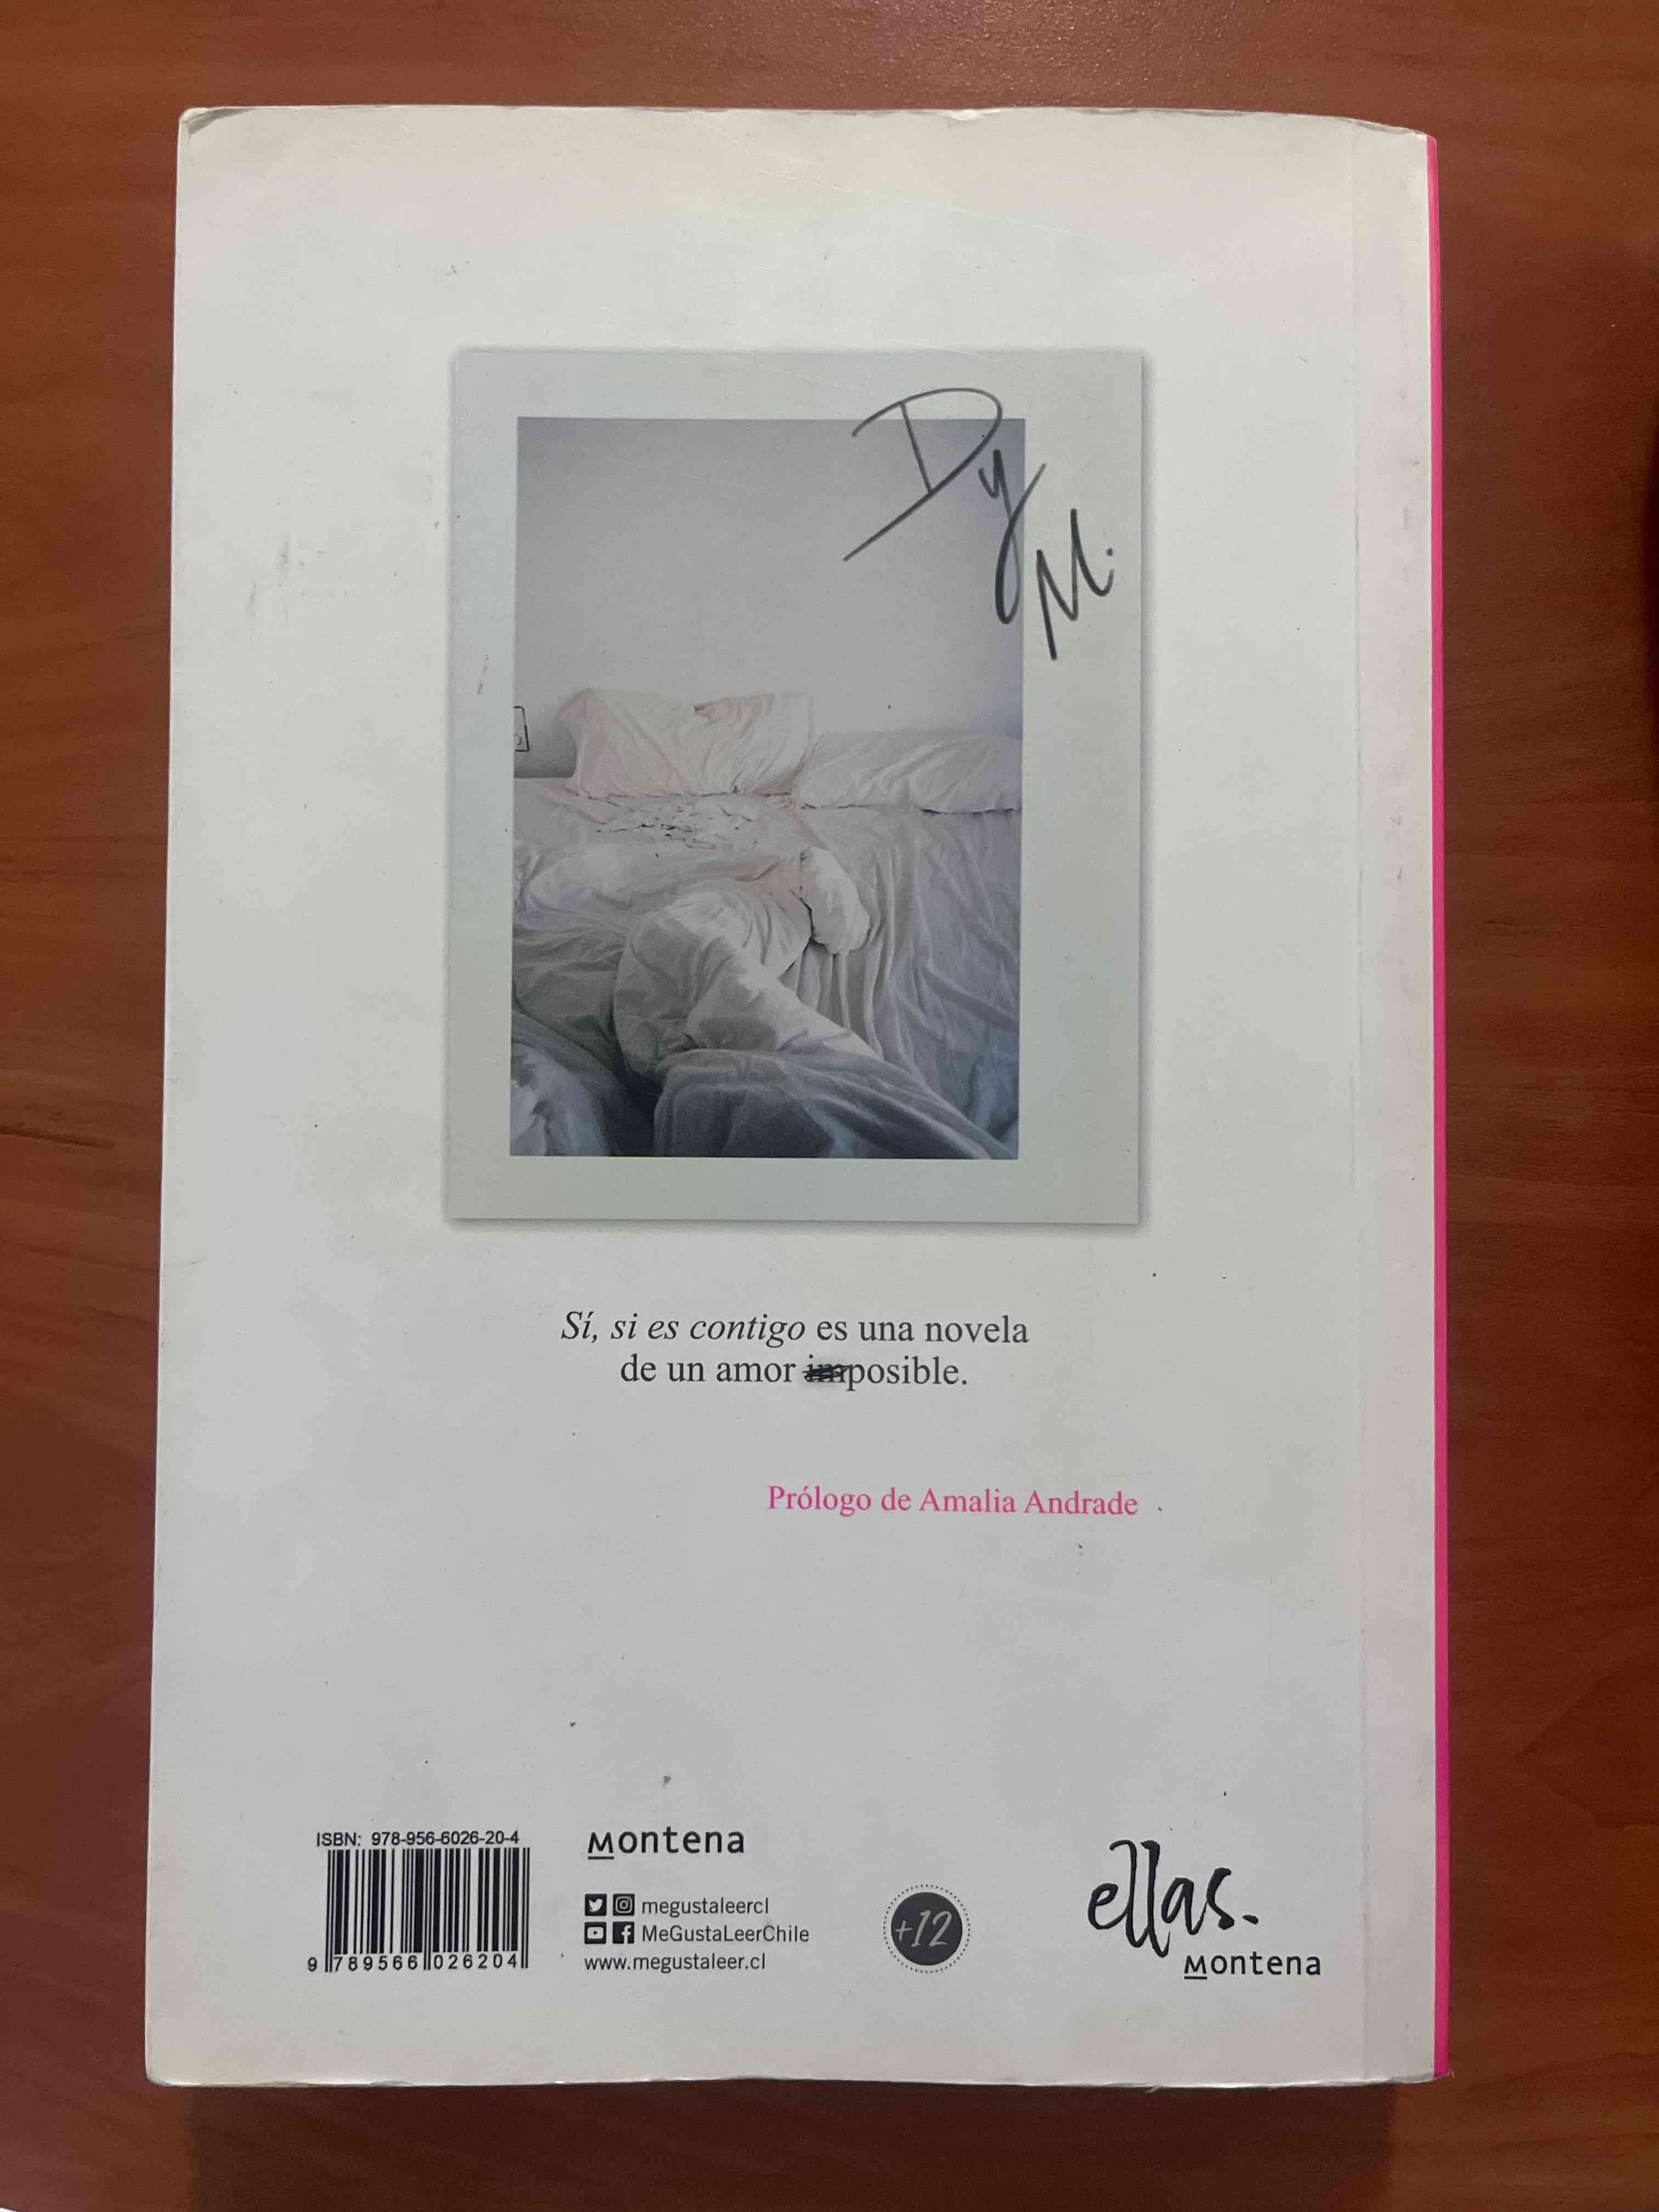 Dy
M.
Sí, si es contigo es una novela
de un amor imposible.
Prólogo de Amalia Andrade
ISBN: 978-956-6026-20-4
9 789566 026204
Montena
megustaleercl
MeGustaLeerChile
www.megustaleer.cl
+12
ellas.
Montena